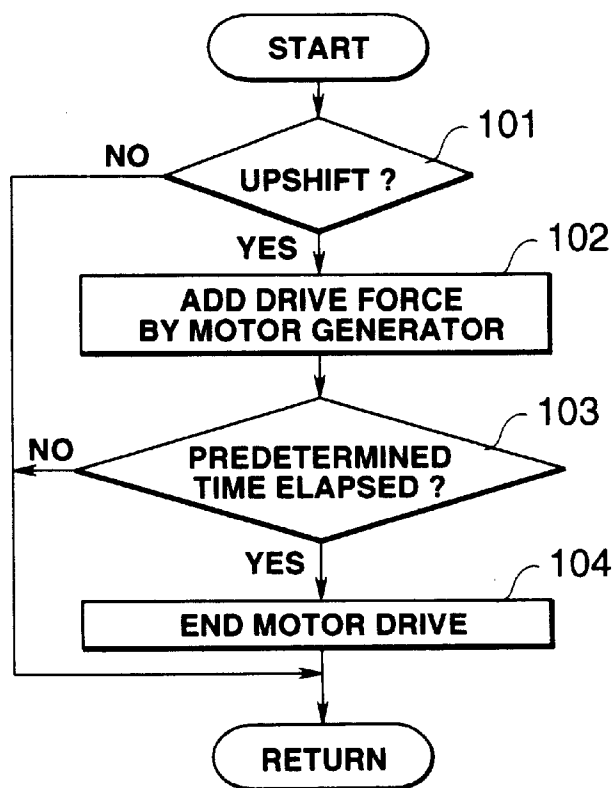 START
101
NO
UPSHIFT ?
YES
102
ADD DRIVE FORCE
BY MOTOR GENERATOR
103
NO
PREDETERMINED
TIME ELAPSED ?
YES
104
END MOTOR DRIVE
RETURN